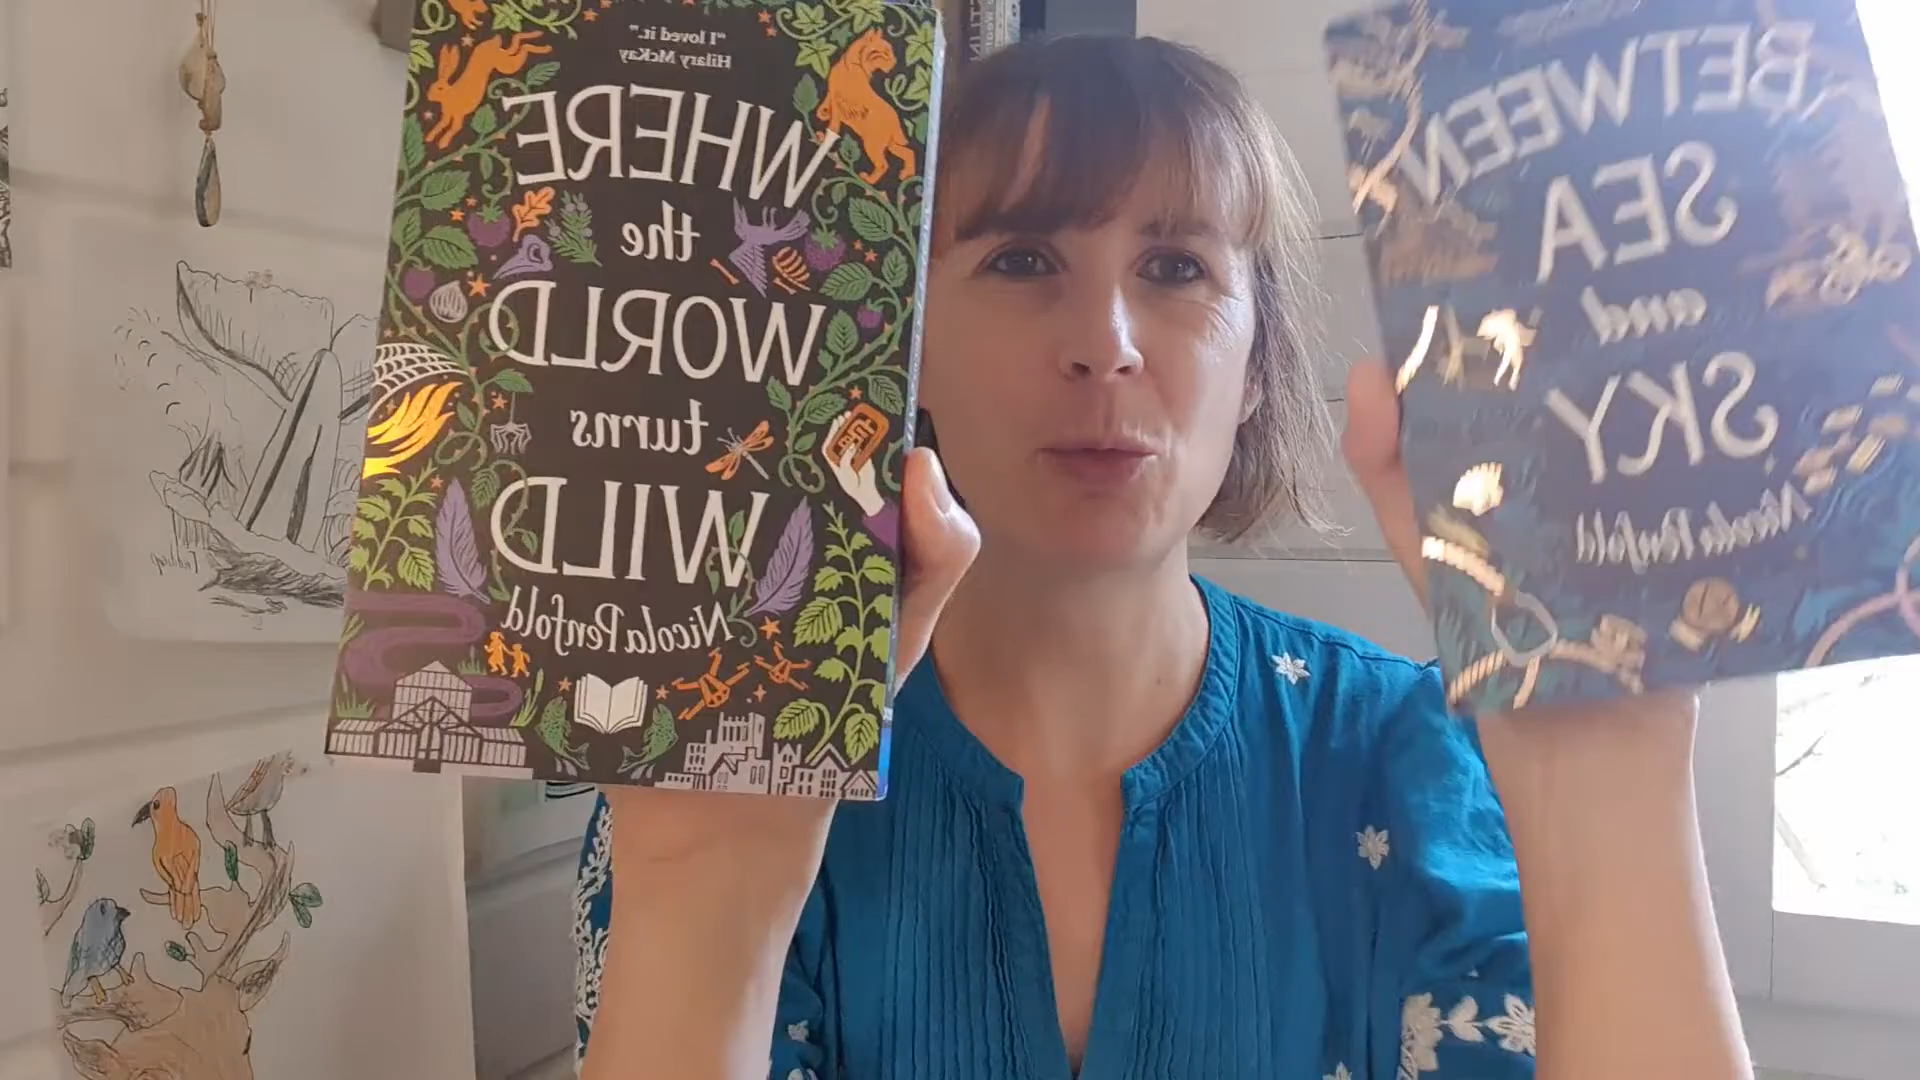 "I loved it."
Hilary McKay
WHERE
the
WORLD
turns
WILD
Nicola Penfold
BETWEEN
SEA
and
SKY
Nicola Penfold